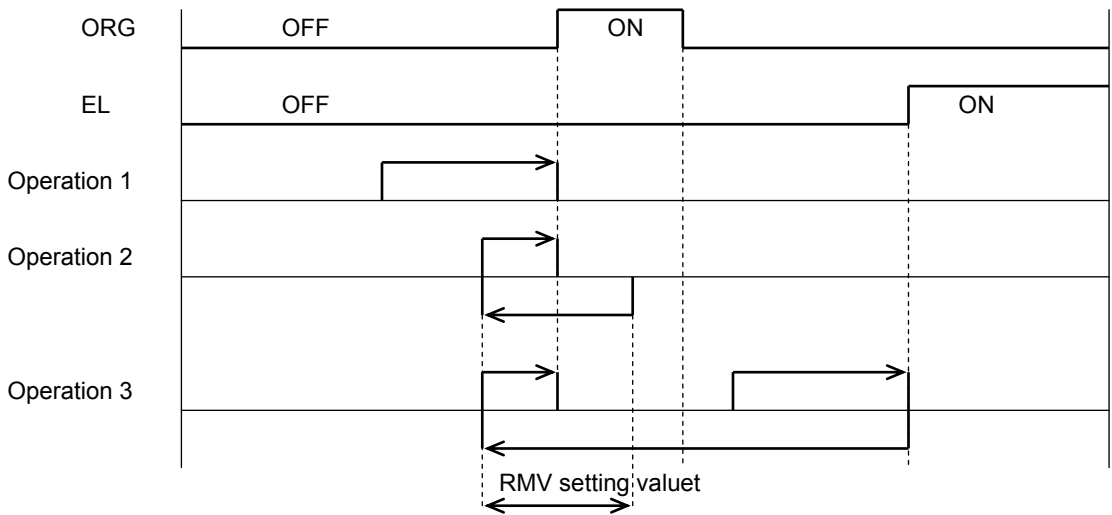 ORG OFF ON
EL OFF ON
Operation 1
Operation 2
Operation 3
RMV setting valuet